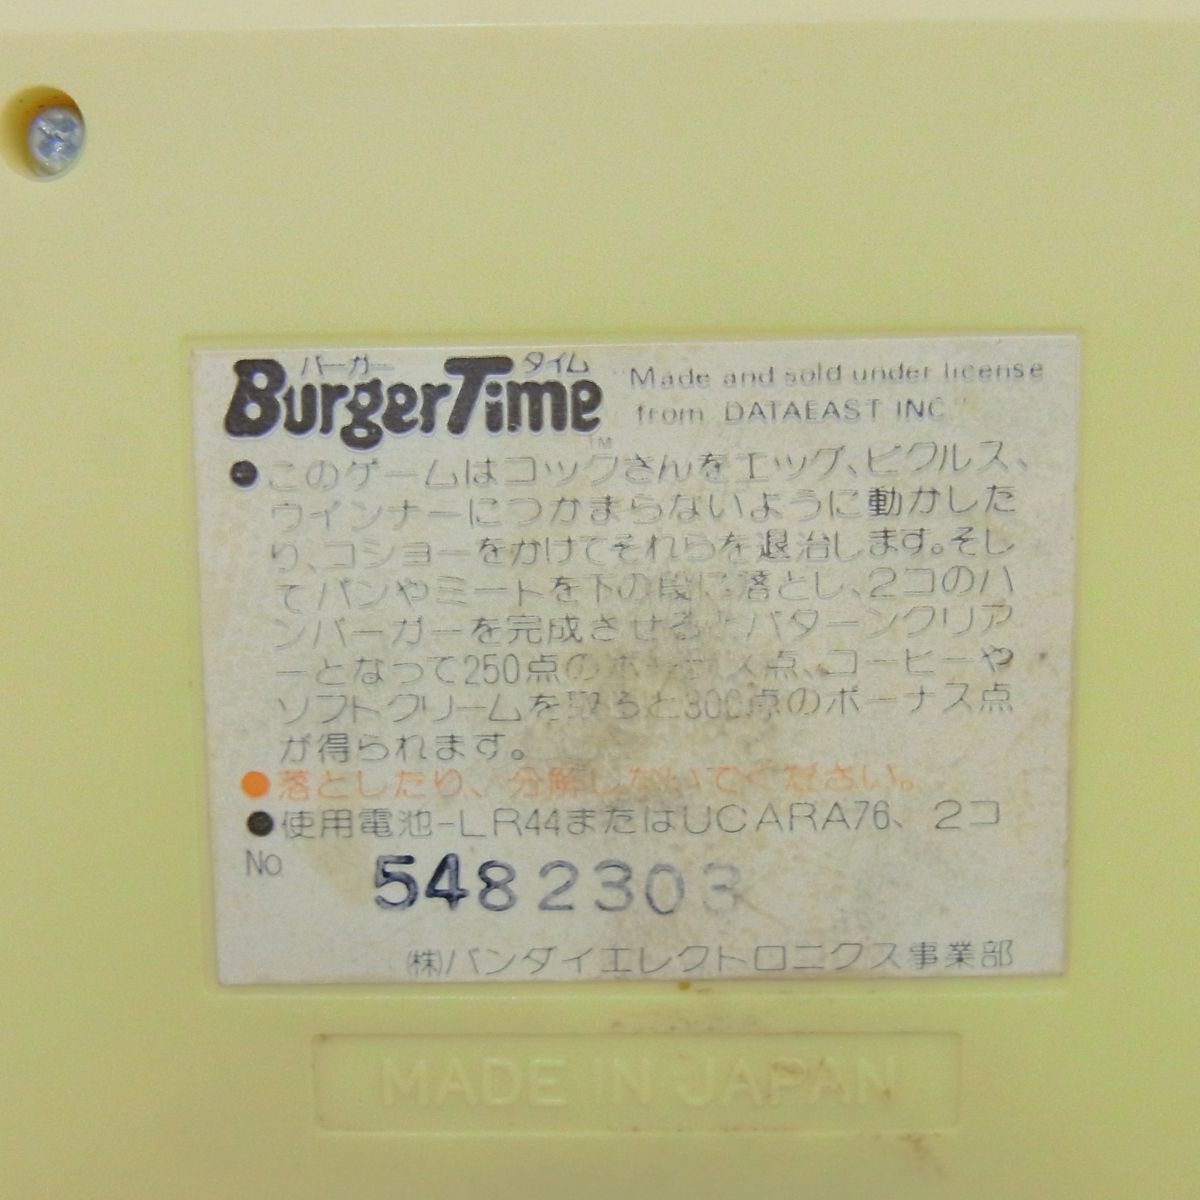 バーガー タイム
BurgerTime
TM
"Made and sold under license
from DATAEAST INC."
●このゲームはコックさんをエッグ、ピクルス、
ウインナーにつかまらないように動かした
り、コショーをかけてそれらを退治します。そし
てパンやミートを下の段に落とし、2コのハ
ンバーガーを完成させるとパターンクリア
ーとなって250点のボーナス点、コーヒーや
ソフトクリームを取ると300点のボーナス点
が得られます。
●落としたり、分解しないでください。
●使用電池-LR44またはUCARA76、2コ
No. 5482303
(株)バンダイエレクトロニクス事業部
MADE IN JAPAN